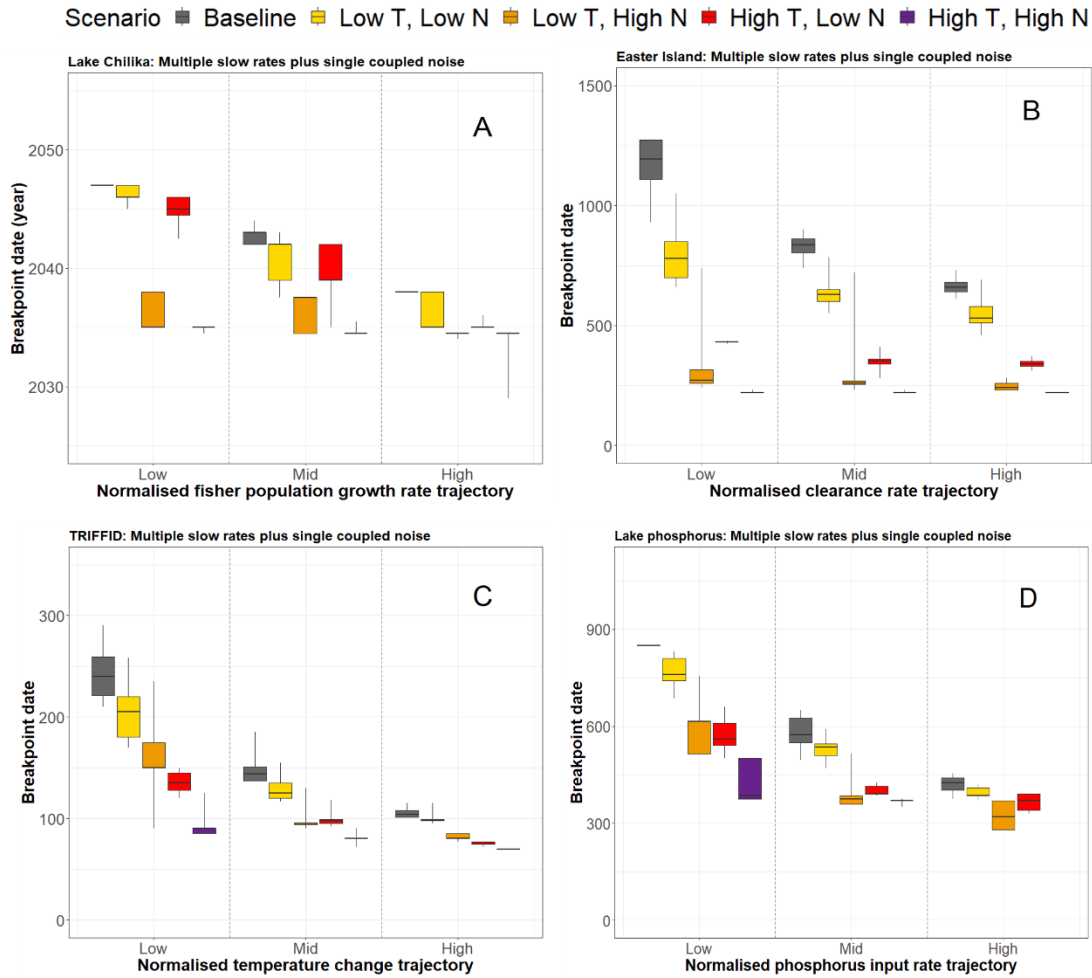 Scenario Baseline Low T, Low N Low T, High N High T, Low N High T, High N
Lake Chilika: Multiple slow rates plus single coupled noise
A
Breakpoint date (year)
2050
2040
2030
Low Mid High
Normalised fisher population growth rate trajectory
Easter Island: Multiple slow rates plus single coupled noise
B
Breakpoint date
1500
1000
500
0
Low Mid High
Normalised clearance rate trajectory
TRIFFID: Multiple slow rates plus single coupled noise
C
Breakpoint date
300
200
100
0
Low Mid High
Normalised temperature change trajectory
Lake phosphorus: Multiple slow rates plus single coupled noise
D
Breakpoint date
900
600
300
0
Low Mid High
Normalised phosphorus input rate trajectory